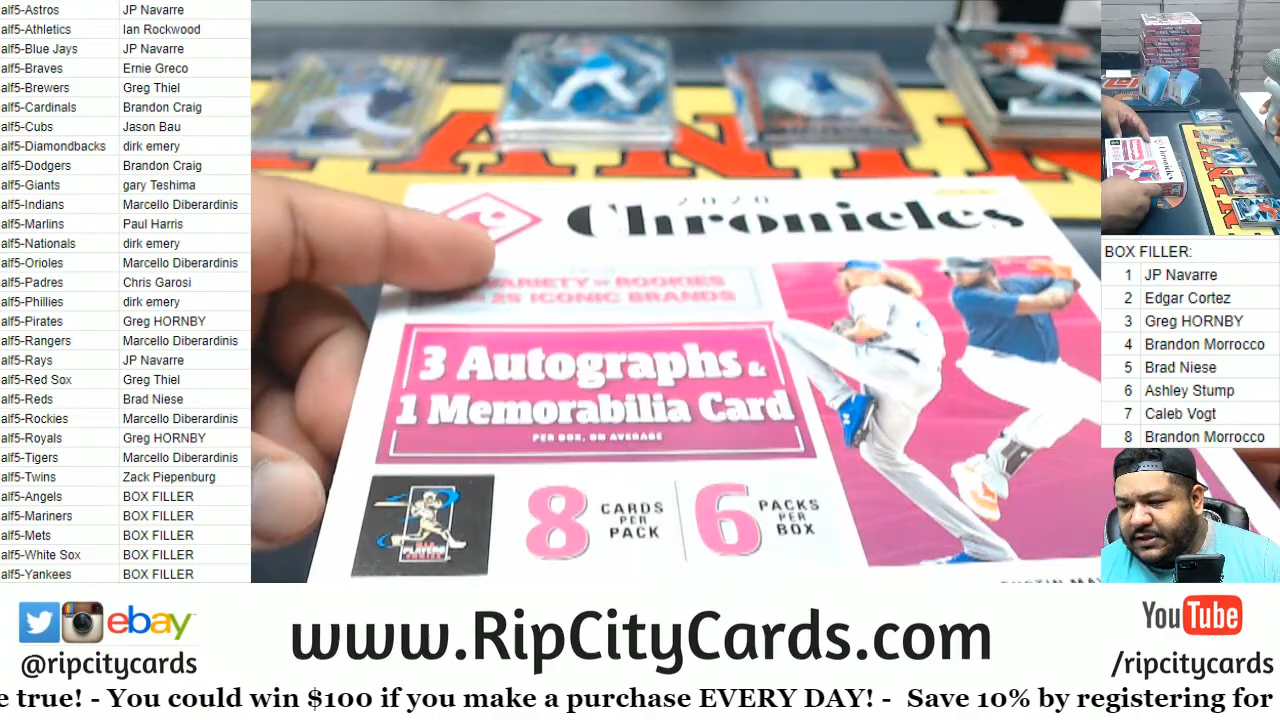 alf5-Astros JP Navarre
alf5-Athletics Ian Rockwood
alf5-Blue Jays JP Navarre
alf5-Braves Ernie Greco
alf5-Brewers Greg Thiel
alf5-Cardinals Brandon Craig
alf5-Cubs Jason Bau
alf5-Diamondbacks dirk emery
alf5-Dodgers Brandon Craig
alf5-Giants gary Teshima
alf5-Indians Marcello Diberardinis
alf5-Marlins Paul Harris
alf5-Nationals dirk emery
alf5-Orioles Marcello Diberardinis
alf5-Padres Chris Garosi
alf5-Phillies dirk emery
alf5-Pirates Greg HORNBY
alf5-Rangers Marcello Diberardinis
alf5-Rays JP Navarre
alf5-Red Sox Greg Thiel
alf5-Reds Brad Niese
alf5-Rockies Marcello Diberardinis
alf5-Royals Greg HORNBY
alf5-Tigers Marcello Diberardinis
alf5-Twins Zack Piepenburg
alf5-Angels BOX FILLER
alf5-Mariners BOX FILLER
alf5-Mets BOX FILLER
alf5-White Sox BOX FILLER
alf5-Yankees BOX FILLER
2020
Chronicles
ROOKIES
25 ICONIC BRANDS
3 Autographs &
1 Memorabilia Card
PER BOX, ON AVERAGE
8 CARDS PER PACK
6 PACKS PER BOX
MLB PLAYERS
Chronicles
BOX FILLER:
1 JP Navarre
2 Edgar Cortez
3 Greg HORNBY
4 Brandon Morrocco
5 Brad Niese
6 Ashley Stump
7 Caleb Vogt
8 Brandon Morrocco
ebay
@ripcitycards
www.RipCityCards.com
YouTube
/ripcitycards
e true! - You could win $100 if you make a purchase EVERY DAY! - Save 10% by registering for